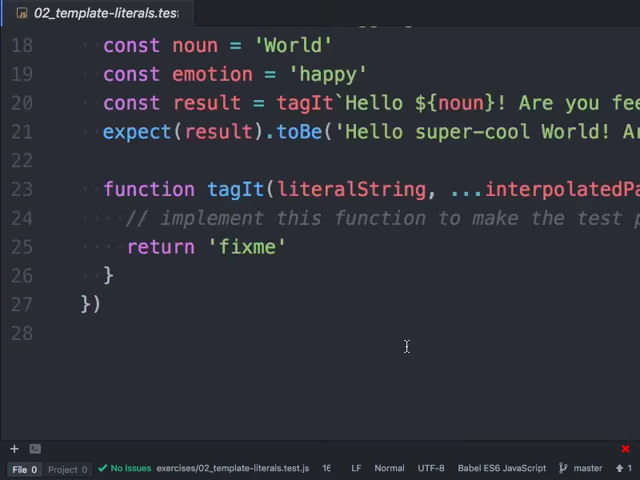 02_template-literals.tes
18 const noun = 'World'
19 const emotion = 'happy'
20 const result = tagIt`Hello ${noun}! Are you fee
21 expect(result).toBe('Hello super-cool World! Ar
22
23 function tagIt(literalString, ...interpolatedPa
24 // implement this function to make the test p
25 return 'fixme'
26 }
27 })
28
File 0 Project 0 No Issues exercises/02_template-literals.test.js 16 LF Normal UTF-8 Babel ES6 JavaScript master 1